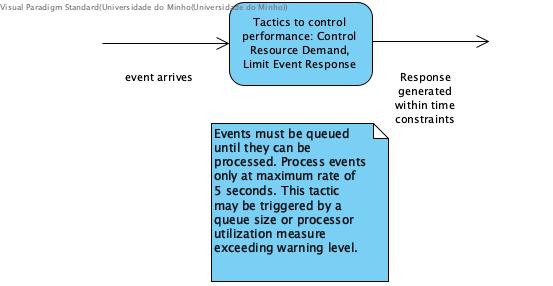 Visual Paradigm Standard(Universidade do Minho(Universidade do Minho))
Tactics to control
performance: Control
Resource Demand,
Limit Event Response
event arrives
Response
generated
within time
constraints
Events must be queued
until they can be
processed. Process events
only at maximum rate of
5 seconds. This tactic
may be triggered by a
queue size or processor
utilization measure
exceeding warning level.